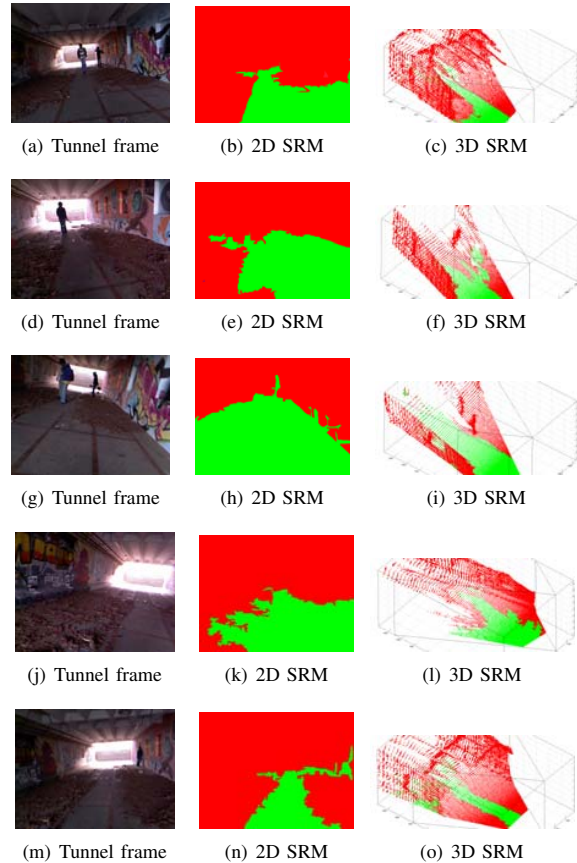 (a) Tunnel frame
(b) 2D SRM
(c) 3D SRM
(d) Tunnel frame
(e) 2D SRM
(f) 3D SRM
(g) Tunnel frame
(h) 2D SRM
(i) 3D SRM
(j) Tunnel frame
(k) 2D SRM
(l) 3D SRM
(m) Tunnel frame
(n) 2D SRM
(o) 3D SRM